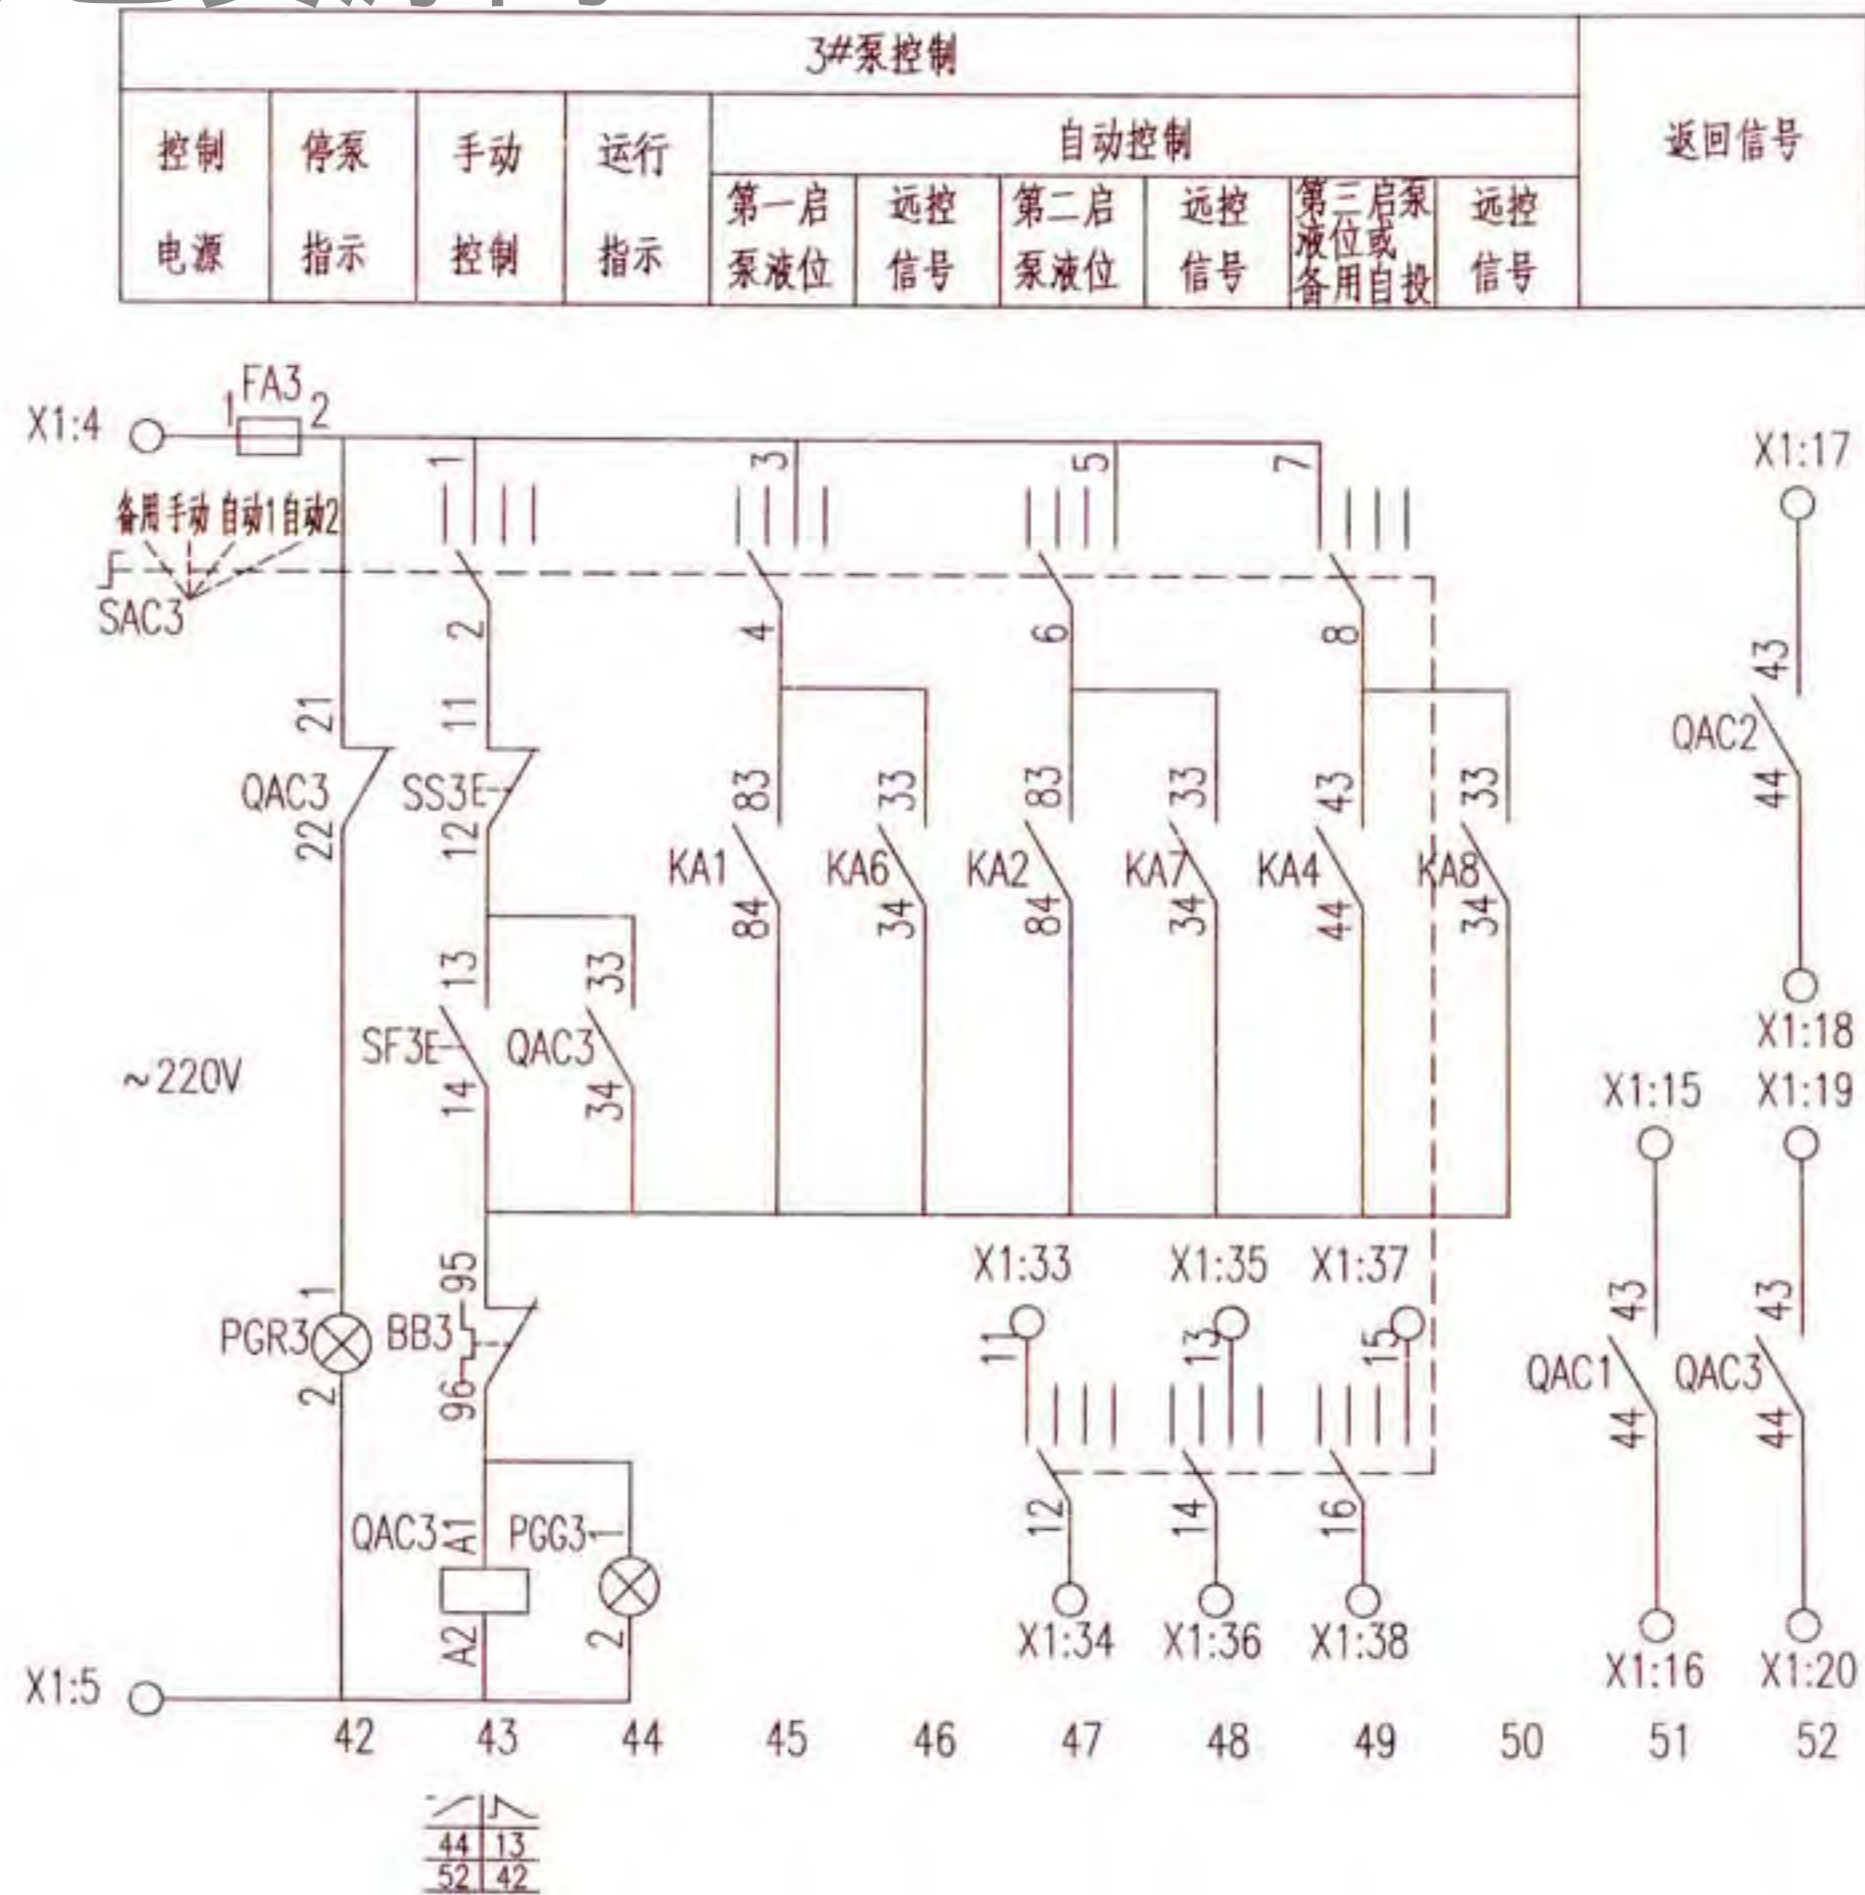 3#泵控制
返回信号
控制
电源
停泵
指示
手动
控制
运行
指示
自动控制
第一启
泵液位
远控
信号
第二启
泵液位
远控
信号
第三启泵
液位或
备用自投
远控
信号
X1:4
1 FA3 2
备用 手动 自动1 自动2
SAC3
1 3 5 7
2 4 6 8
X1:17
43
QAC2
44
X1:18
21
QAC3
22
11
SS3E
12
83
KA1
84
33
KA6
34
83
KA2
84
33
KA7
34
43
KA4
44
33
KA8
34
13
SF3E
14
33
QAC3
34
~220V
X1:15
43
QAC1
44
X1:16
X1:19
43
QAC3
44
X1:20
1
PGR3
2
95
BB3
96
QAC3
A1
A2
PGG3
1
2
X1:33
11
12
X1:34
X1:35
13
14
X1:36
X1:37
15
16
X1:38
X1:5
42 43 44 45 46 47 48 49 50 51 52
44 13
52 42